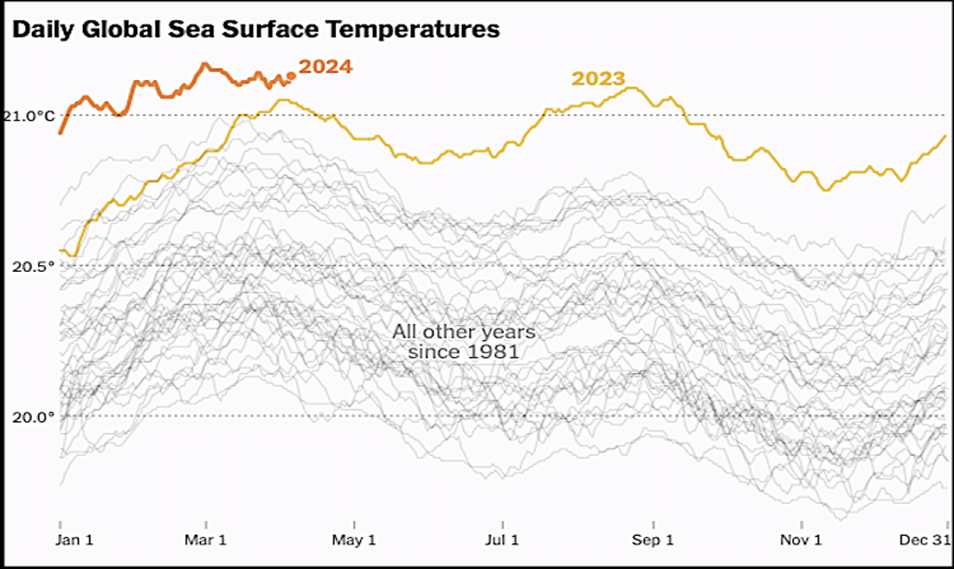 Daily Global Sea Surface Temperatures
2024
2023
21.0°C
20.5°
All other years
since 1981
20.0°
Jan 1 Mar 1 May 1 Jul 1 Sep 1 Nov 1 Dec 31